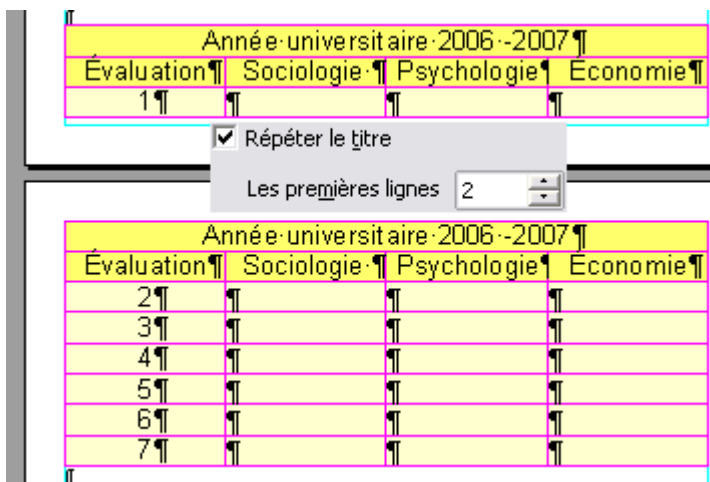 ¶
Année·universitaire·2006·-2007¶
Évaluation¶ Sociologie·¶ Psychologie¶ Économie¶
1¶ ¶ ¶ ¶
Répéter le titre
Les premières lignes 2
Année·universitaire·2006·-2007¶
Évaluation¶ Sociologie·¶ Psychologie¶ Économie¶
2¶ ¶ ¶ ¶
3¶ ¶ ¶ ¶
4¶ ¶ ¶ ¶
5¶ ¶ ¶ ¶
6¶ ¶ ¶ ¶
7¶ ¶ ¶ ¶
¶